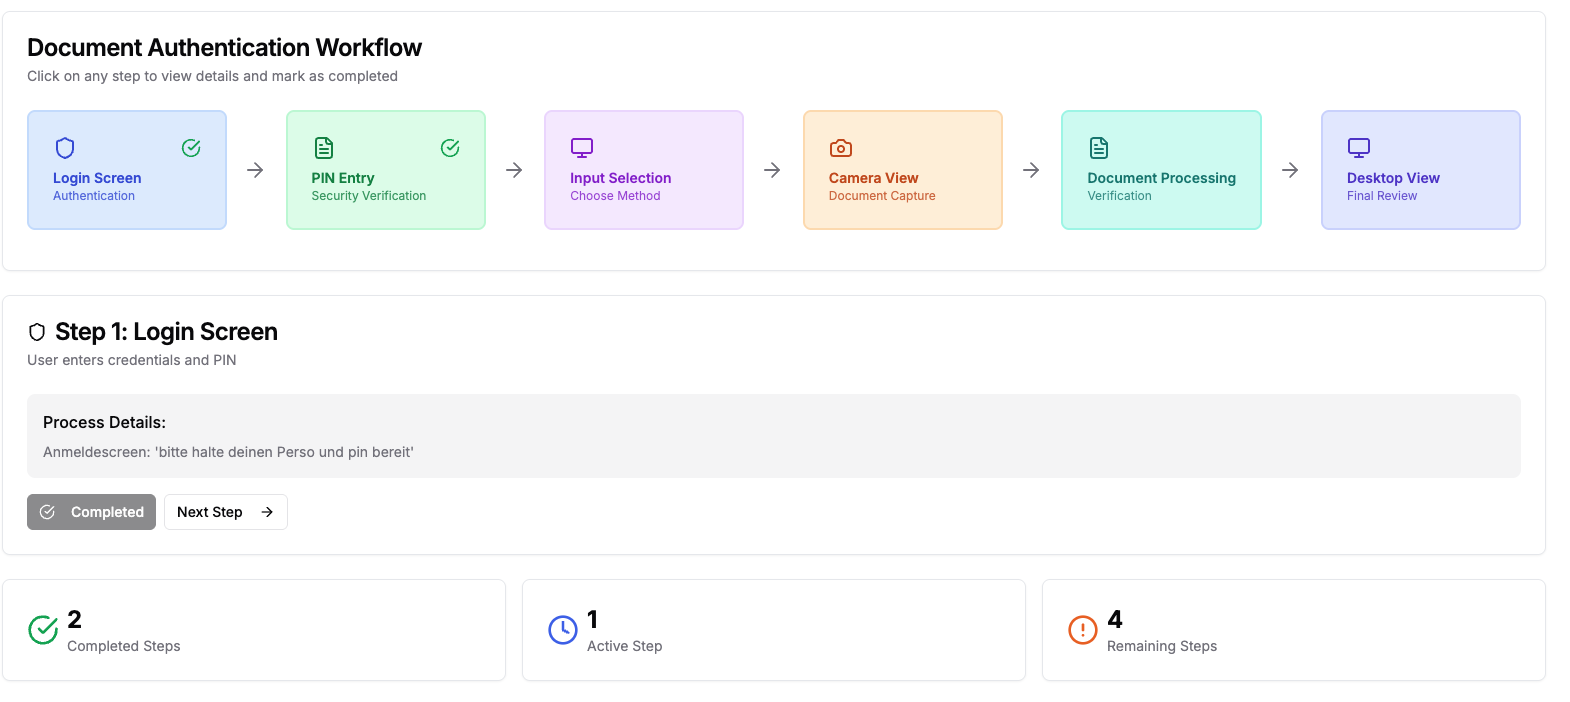 Document Authentication Workflow
Click on any step to view details and mark as completed
Login Screen
Authentication
PIN Entry
Security Verification
Input Selection
Choose Method
Camera View
Document Capture
Document Processing
Verification
Desktop View
Final Review
Step 1: Login Screen
User enters credentials and PIN
Process Details:
Anmeldescreen: 'bitte halte deinen Perso und pin bereit'
Completed
Next Step
2
Completed Steps
1
Active Step
4
Remaining Steps